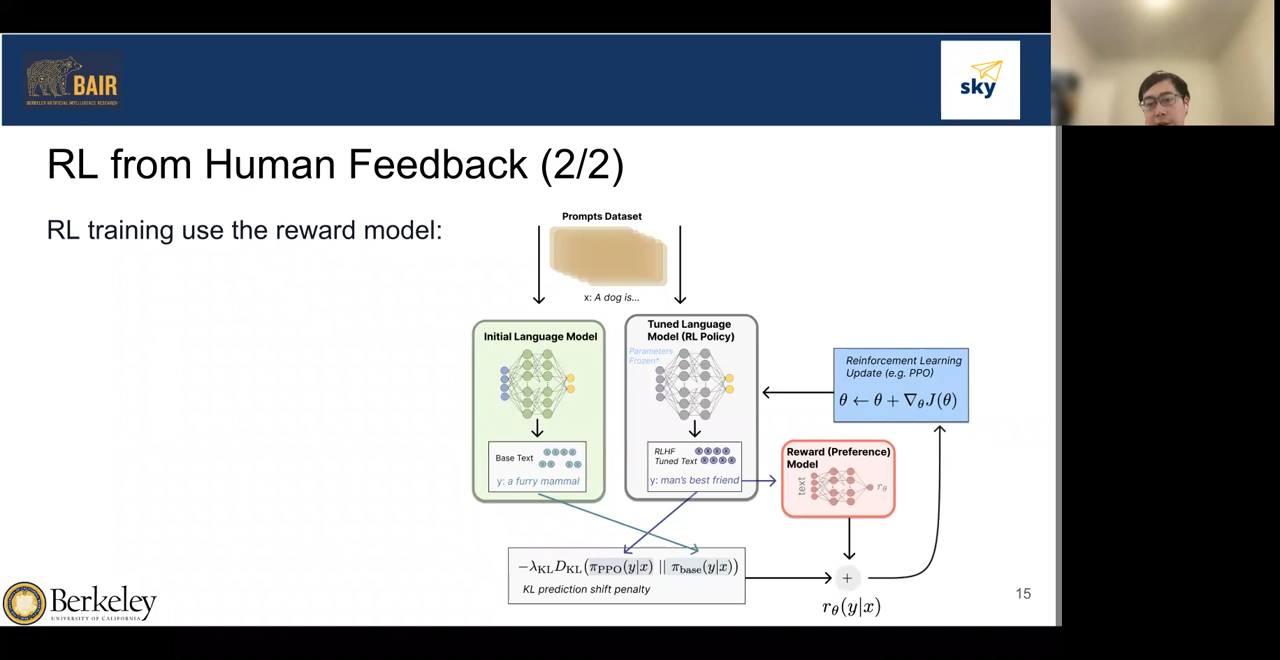 BAIR
BERKELEY ARTIFICIAL INTELLIGENCE RESEARCH
sky
RL from Human Feedback (2/2)
RL training use the reward model:
Prompts Dataset
x: A dog is...
Initial Language Model
Base Text
y: a furry mammal
Tuned Language
Model (RL Policy)
Parameters
Frozen*
RLHF
Tuned Text
y: man's best friend
Reinforcement Learning
Update (e.g. PPO)
θ ← θ + ∇θJ(θ)
Reward (Preference)
Model
text
rθ
−λKL DKL(πPPO(y|x) || πbase(y|x))
KL prediction shift penalty
+
rθ(y|x)
15
Berkeley
UNIVERSITY OF CALIFORNIA